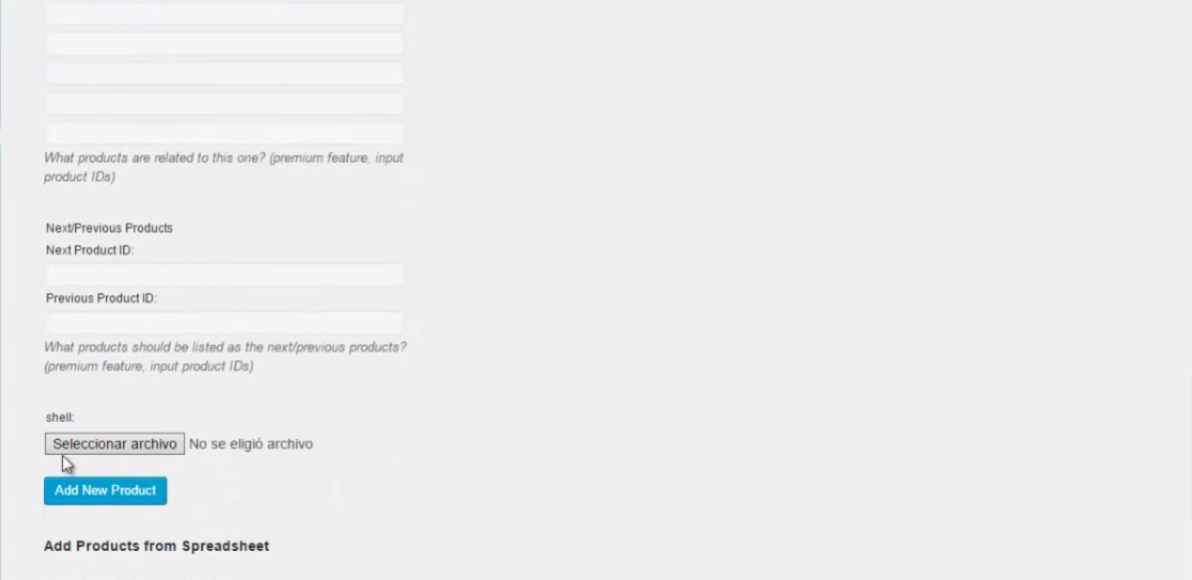 What products are related to this one? (premium feature, input
product IDs)
Next/Previous Products
Next Product ID:
Previous Product ID:
What products should be listed as the next/previous products?
(premium feature, input product IDs)
shell:
Seleccionar archivo No se eligió archivo
Add New Product
Add Products from Spreadsheet